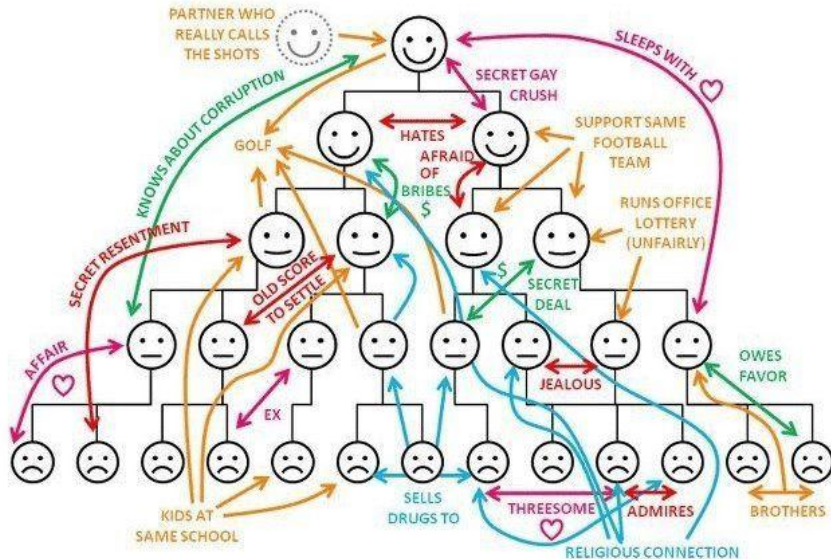 PARTNER WHO
REALLY CALLS
THE SHOTS
SLEEPS WITH
SECRET GAY
CRUSH
KNOWS ABOUT CORRUPTION
GOLF
HATES
AFRAID
OF
SUPPORT SAME
FOOTBALL
TEAM
BRIBES
$
RUNS OFFICE
LOTTERY
(UNFAIRLY)
SECRET RESENTMENT
OLD SCORE
TO SETTLE
$
SECRET
DEAL
AFFAIR
JEALOUS
OWES
FAVOR
EX
KIDS AT
SAME SCHOOL
SELLS
DRUGS TO
THREESOME
ADMIRES
BROTHERS
RELIGIOUS CONNECTION